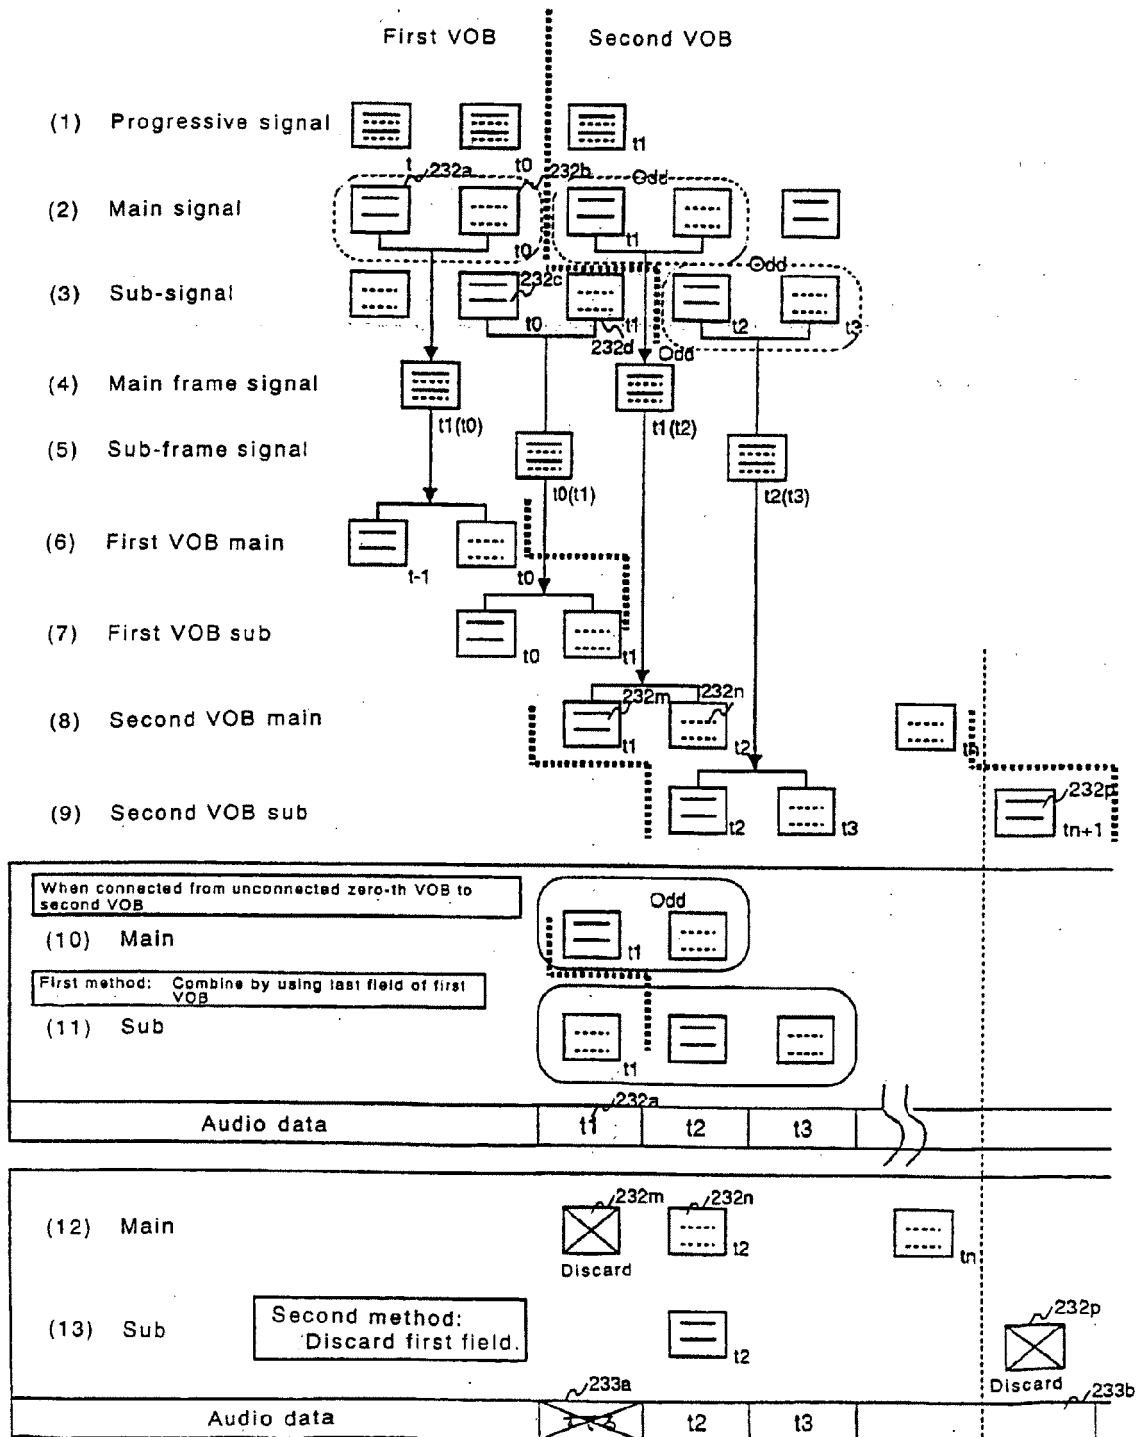 First VOB Second VOB
(1) Progressive signal t1
t 232a t0 232b Odd
(2) Main signal
t0 t1
232c Odd
(3) Sub-signal
t0 t1 t2 t3
232d Odd
(4) Main frame signal
t1(t0) t1(t2)
(5) Sub-frame signal
t0(t1) t2(t3)
(6) First VOB main
t-1 t0
(7) First VOB sub
t0 t1
232m 232n
(8) Second VOB main
t1 t2
232p
(9) Second VOB sub
t2 t3 tn+1
When connected from unconnected zero-th VOB to
second VOB
Odd
(10) Main
t1
First method: Combine by using last field of first
VOB
(11) Sub
t1
232a
Audio data t1 t2 t3
232m 232n
(12) Main
t2 tn
Discard
232p
(13) Sub
Second method:
Discard first field.
t2
Discard
233a 233b
Audio data t2 t3